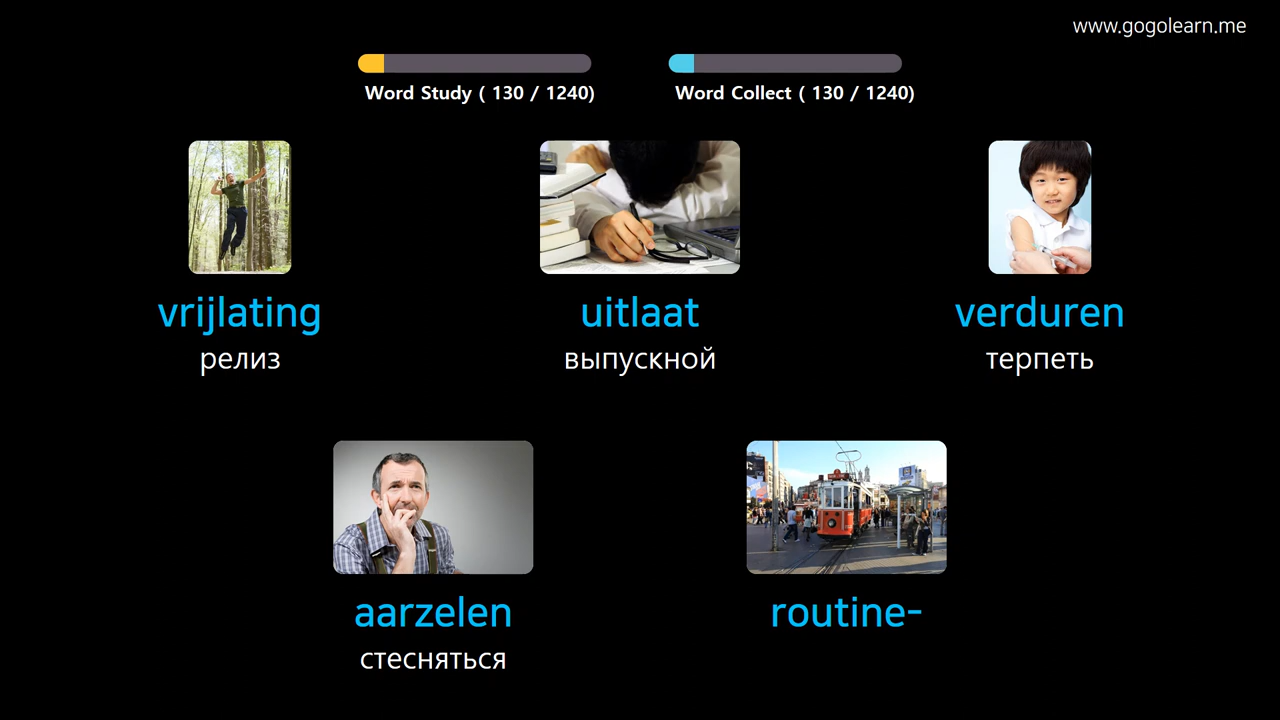 www.gogolearn.me
Word Study ( 130 / 1240)
Word Collect ( 130 / 1240)
vrijlating
релиз
uitlaat
выпускной
verduren
терпеть
aarzelen
стесняться
routine-